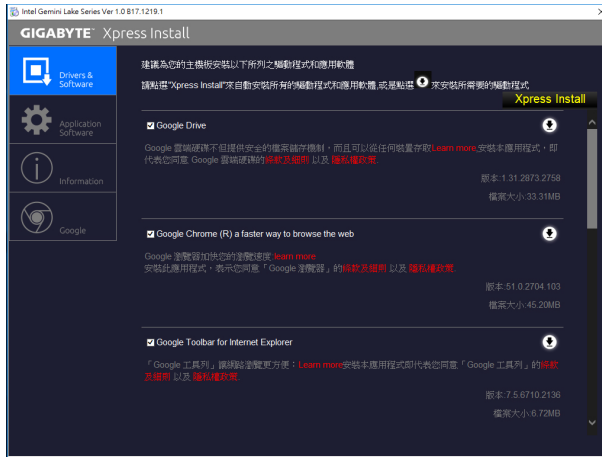 Intel Gemini Lake Series Ver 1.0 B17.1219.1
GIGABYTE™ Xpress Install
Drivers &
Software
Application
Software
Information
Google
建議為您的主機板安裝以下所列之驅動程式和應用軟體
請點選"Xpress Install"來自動安裝所有的驅動程式和應用軟體,或是點選 來安裝所需要的驅動程式
Xpress Install
Google Drive
Google 雲端硬碟不但提供安全的檔案儲存機制，而且可以從任何裝置存取Learn more.安裝本應用程式，即
代表您同意 Google 雲端硬碟的條款及細則 以及 隱私權政策.
版本:1.31.2873.2758
檔案大小:33.31MB
Google Chrome (R) a faster way to browse the web
Google 瀏覽器加快您的瀏覽速度.learn more
安裝此應用程式，表示您同意「Google 瀏覽器」的條款及細則 以及 隱私權政策.
版本:51.0.2704.103
檔案大小:45.20MB
Google Toolbar for Internet Explorer
「Google 工具列」讓網路瀏覽更方便：Learn more安裝本應用程式即代表您同意「Google 工具列」的條款
及細則 以及 隱私權政策.
版本:7.5.6710.2136
檔案大小:6.72MB